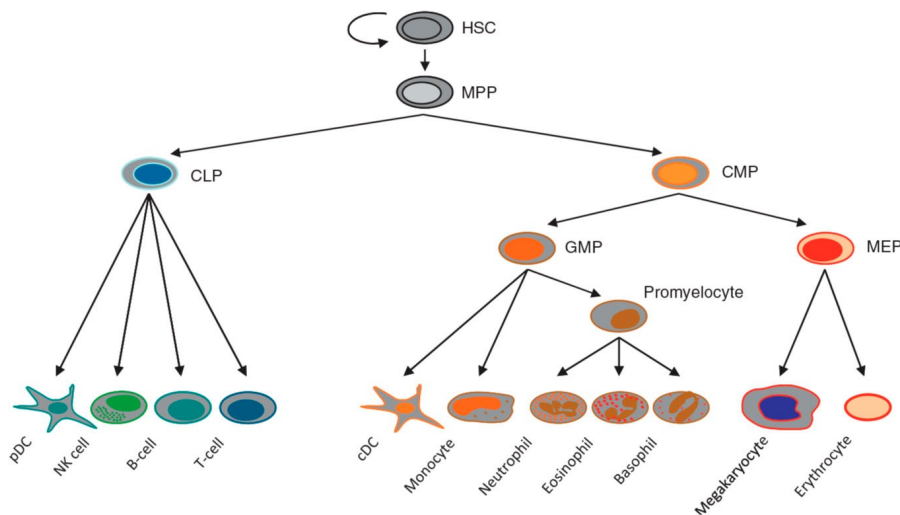 HSC
MPP
CLP
CMP
GMP
MEP
Promyelocyte
pDC
NK cell
B-cell
T-cell
cDC
Monocyte
Neutrophil
Eosinophil
Basophil
Megakaryocyte
Erythrocyte